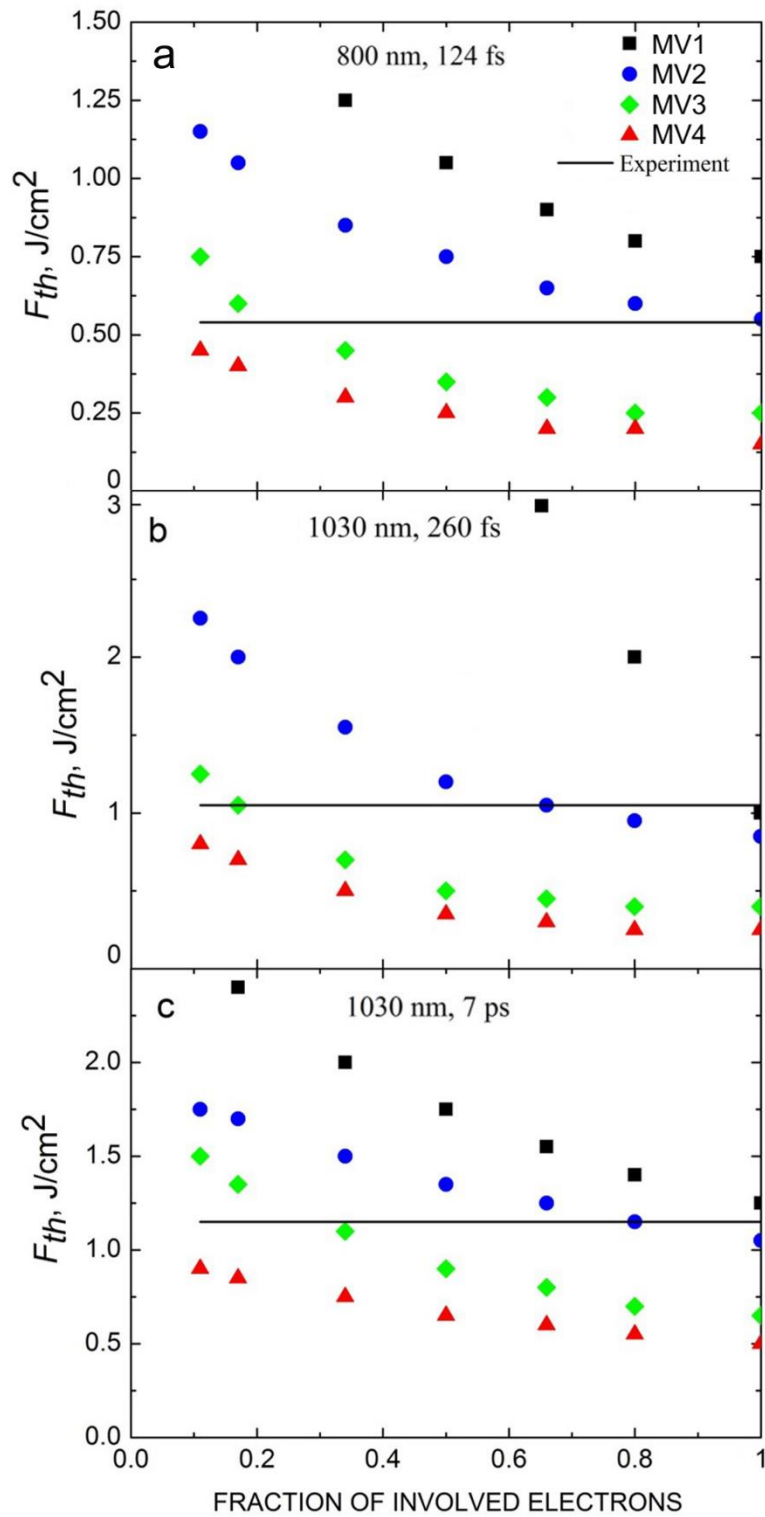 a
800 nm, 124 fs
MV1
MV2
MV3
MV4
Experiment
1.50
1.25
1.00
0.75
0.50
0.25
0
F_th, J/cm²
b
1030 nm, 260 fs
3
2
1
0
F_th, J/cm²
c
1030 nm, 7 ps
2.0
1.5
1.0
0.5
0.0
F_th, J/cm²
0.0 0.2 0.4 0.6 0.8 1
FRACTION OF INVOLVED ELECTRONS